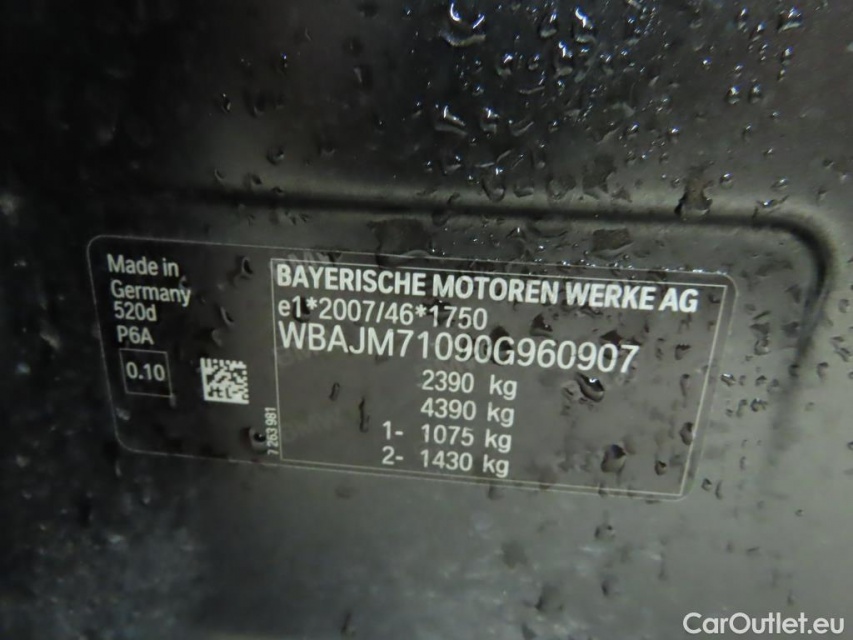 Made in
Germany
520d
P6A
0.10
7 263 981
BAYERISCHE MOTOREN WERKE AG
e1*2007/46*1750
WBAJM71090G960907
2390 kg
4390 kg
1- 1075 kg
2- 1430 kg
CarOutlet.eu